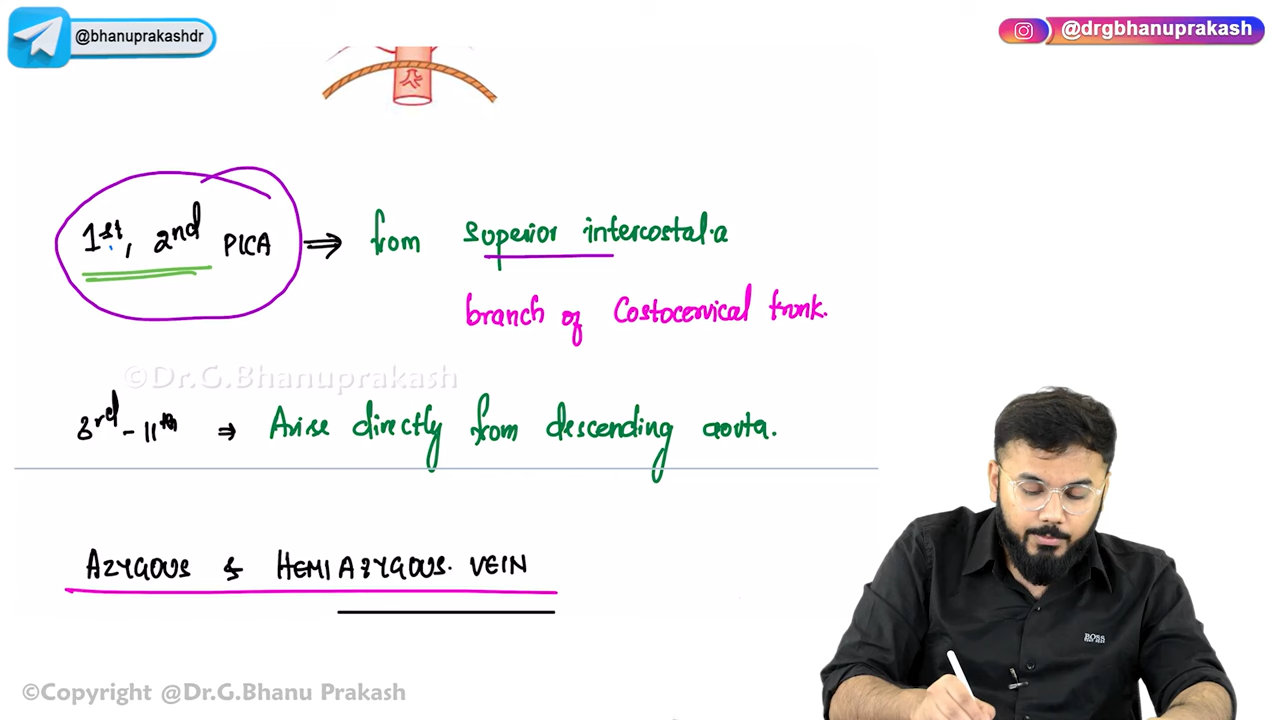 @bhanuprakashdr
@drgbhanuprakash
1st, 2nd PICA ⇒ from superior intercostal.a
branch of Costocervical trunk.
©Dr.G.Bhanuprakash
3rd - 11th ⇒ Arise directly from descending aorta.
AZYGOUS & HEMIAZYGOUS. VEIN
BOSS
©Copyright @Dr.G.Bhanu Prakash